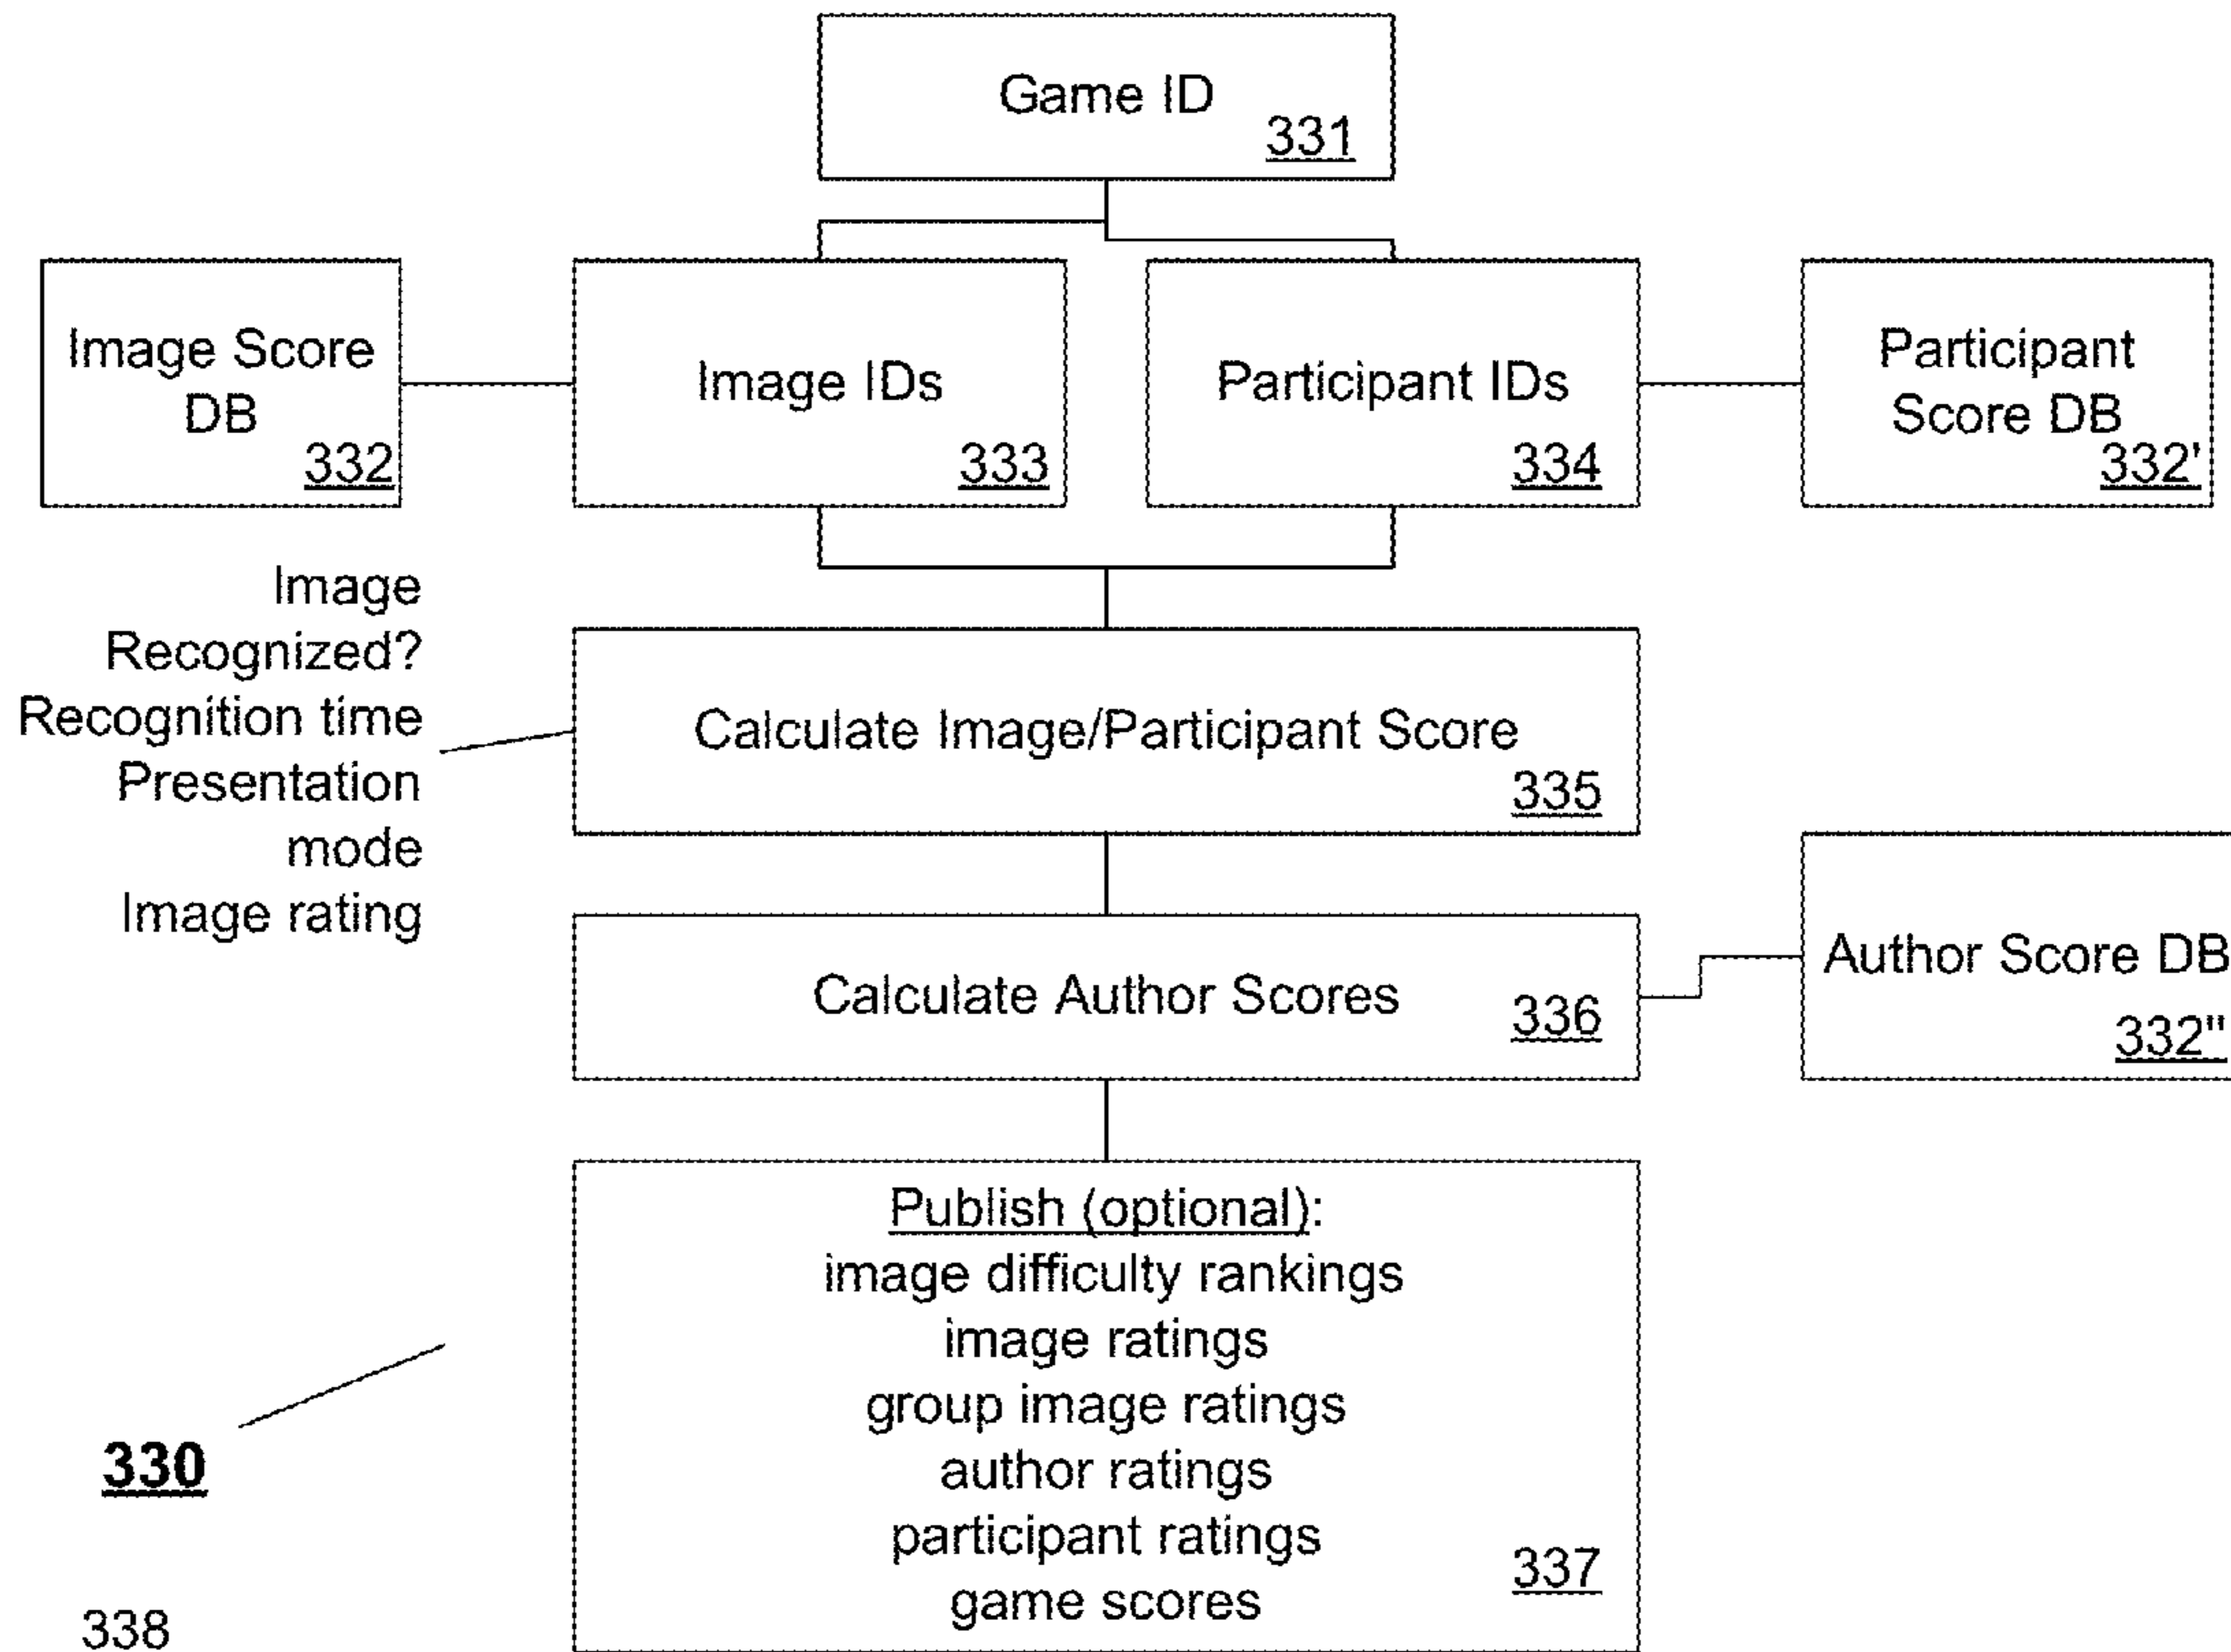 Game ID
331
Image Score
DB
332
Image IDs
333
Participant IDs
334
Participant
Score DB
332'
Image
Recognized?
Recognition time
Presentation
mode
Image rating
Calculate Image/Participant Score
335
Calculate Author Scores
336
Author Score DB
332"
Publish (optional):
image difficulty rankings
image ratings
group image ratings
author ratings
participant ratings
game scores
337
330
338